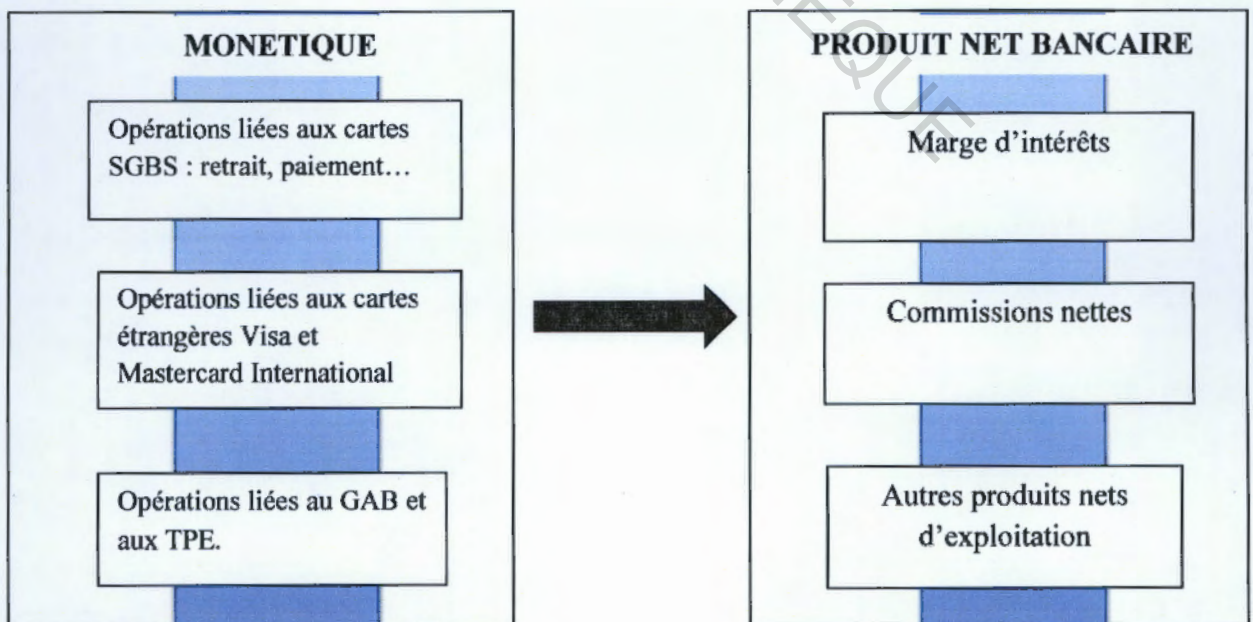 MONETIQUE
Opérations liées aux cartes
SGBS : retrait, paiement…
Opérations liées aux cartes
étrangères Visa et
Mastercard International
Opérations liées au GAB et
aux TPE.
PRODUIT NET BANCAIRE
Marge d'intérêts
Commissions nettes
Autres produits nets
d'exploitation